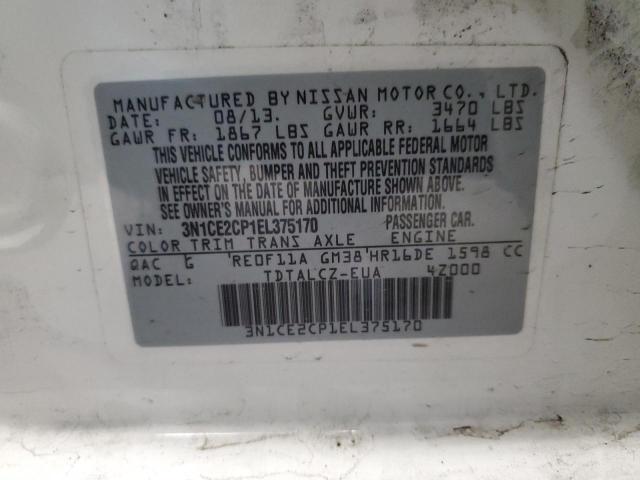 MANUFACTURED BY NISSAN MOTOR CO., LTD.
DATE: 08/13. GVWR: 3470 LBS
GAWR FR: 1867 LBS GAWR RR: 1664 LBS
THIS VEHICLE CONFORMS TO ALL APPLICABLE FEDERAL MOTOR
VEHICLE SAFETY, BUMPER AND THEFT PREVENTION STANDARDS
IN EFFECT ON THE DATE OF MANUFACTURE SHOWN ABOVE.
SEE OWNER'S MANUAL FOR ADDITIONAL INFORMATION.
VIN: 3N1CE2CP1EL375170 PASSENGER CAR.
COLOR TRIM TRANS AXLE ENGINE
QAC G 'RE0F11A GM38'HR16DE 1598 CC
TDTALCZ-EUA 4Z000
3N1CE2CP1EL375170